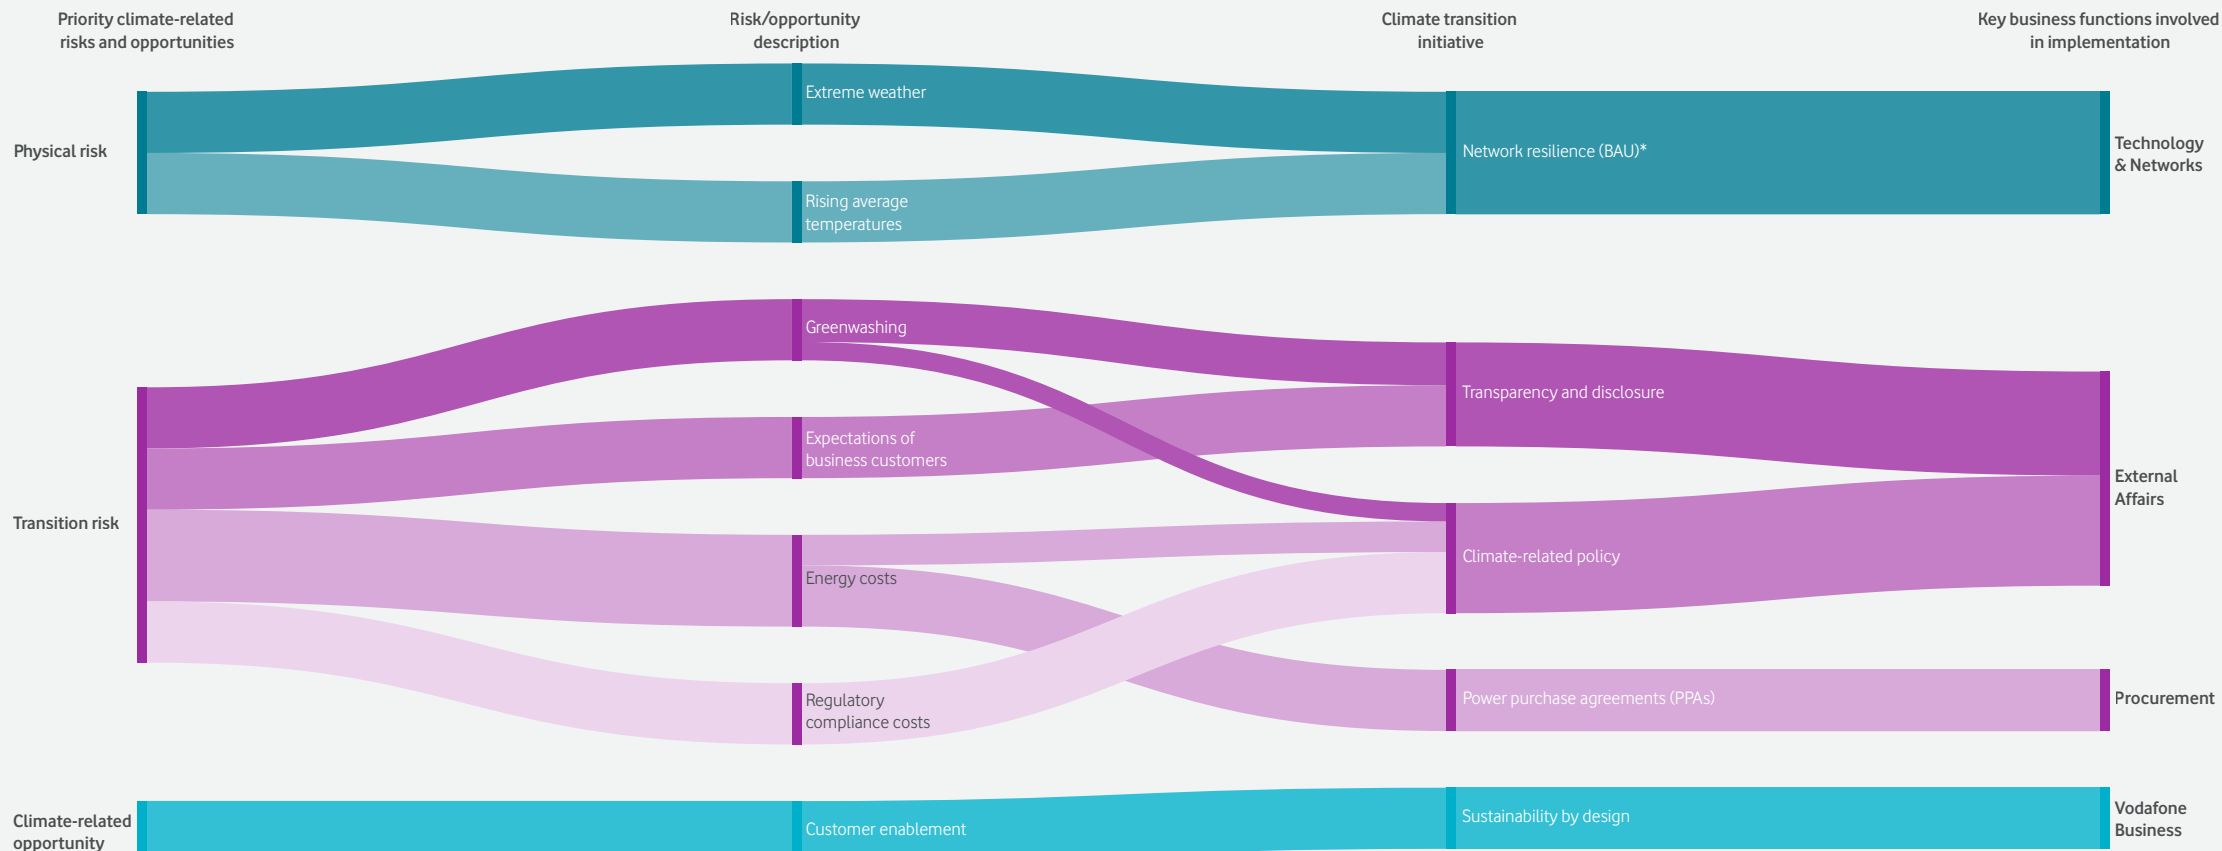 Priority climate-related
risks and opportunities
Risk/opportunity
description
Climate transition
initiative
Key business functions involved
in implementation
Physical risk
Extreme weather
Rising average
temperatures
Network resilience (BAU)*
Technology
& Networks
Transition risk
Greenwashing
Expectations of
business customers
Energy costs
Regulatory
compliance costs
Transparency and disclosure
Climate-related policy
Power purchase agreements (PPAs)
External
Affairs
Procurement
Climate-related
opportunity
Customer enablement
Sustainability by design
Vodafone
Business